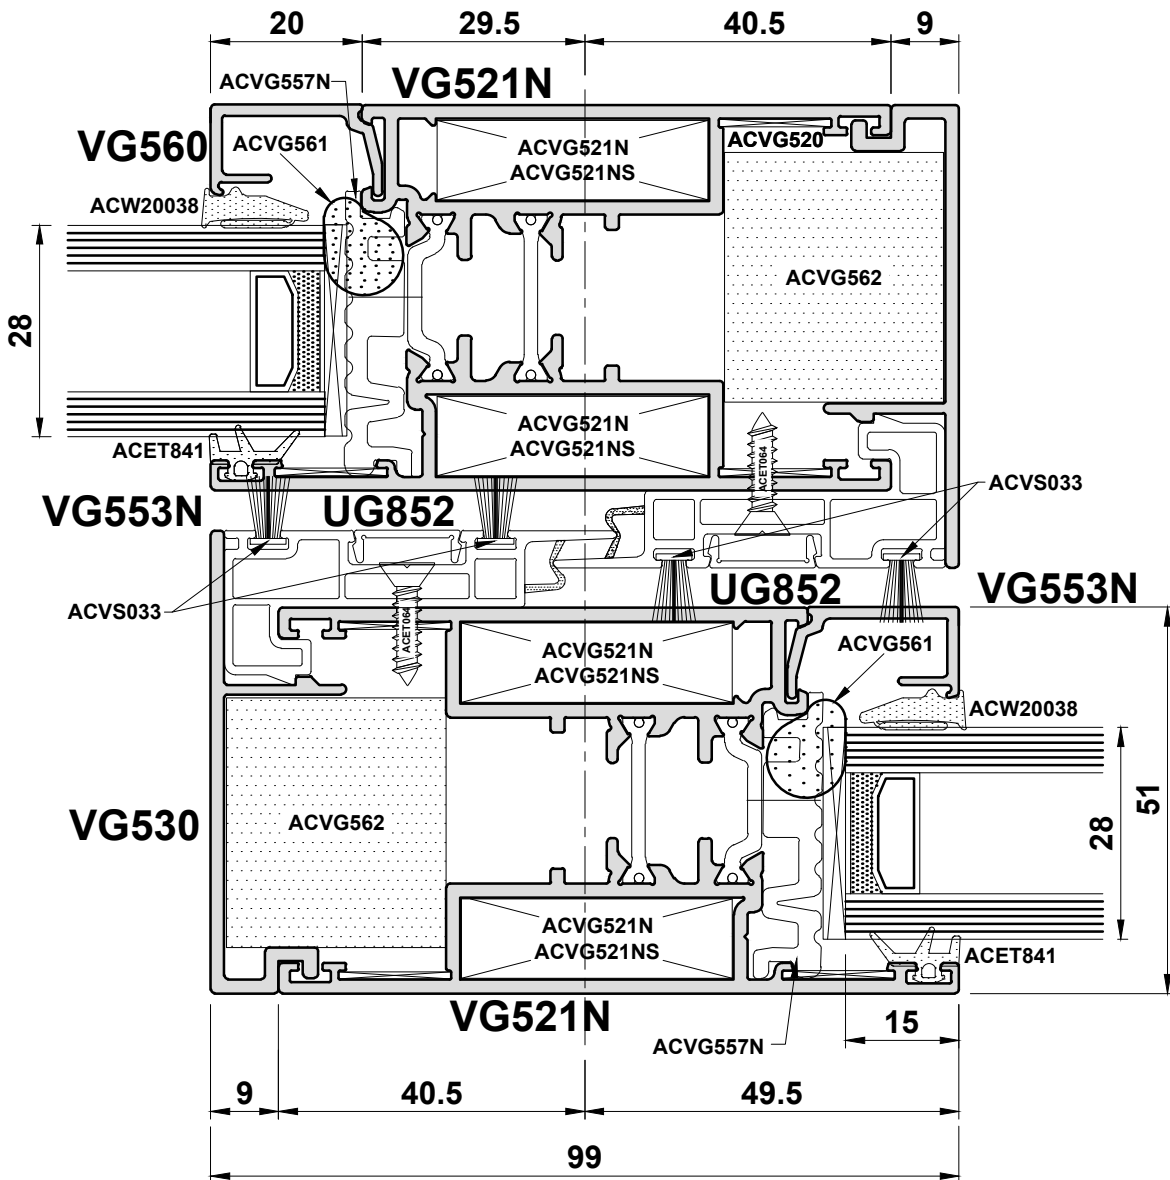 20
29.5
40.5
9
ACVG557N
VG521N
VG560
ACVG561
ACVG521N
ACVG521NS
ACVG520
ACW20038
ACVG562
28
ACVG521N
ACVG521NS
ACET064
ACET841
ACVS033
VG553N
UG852
UG852
VG553N
ACVS033
ACET064
ACVG521N
ACVG521NS
ACVG561
ACW20038
VG530
ACVG562
28
51
ACVG521N
ACVG521NS
ACET841
VG521N
ACVG557N
15
9
40.5
49.5
99